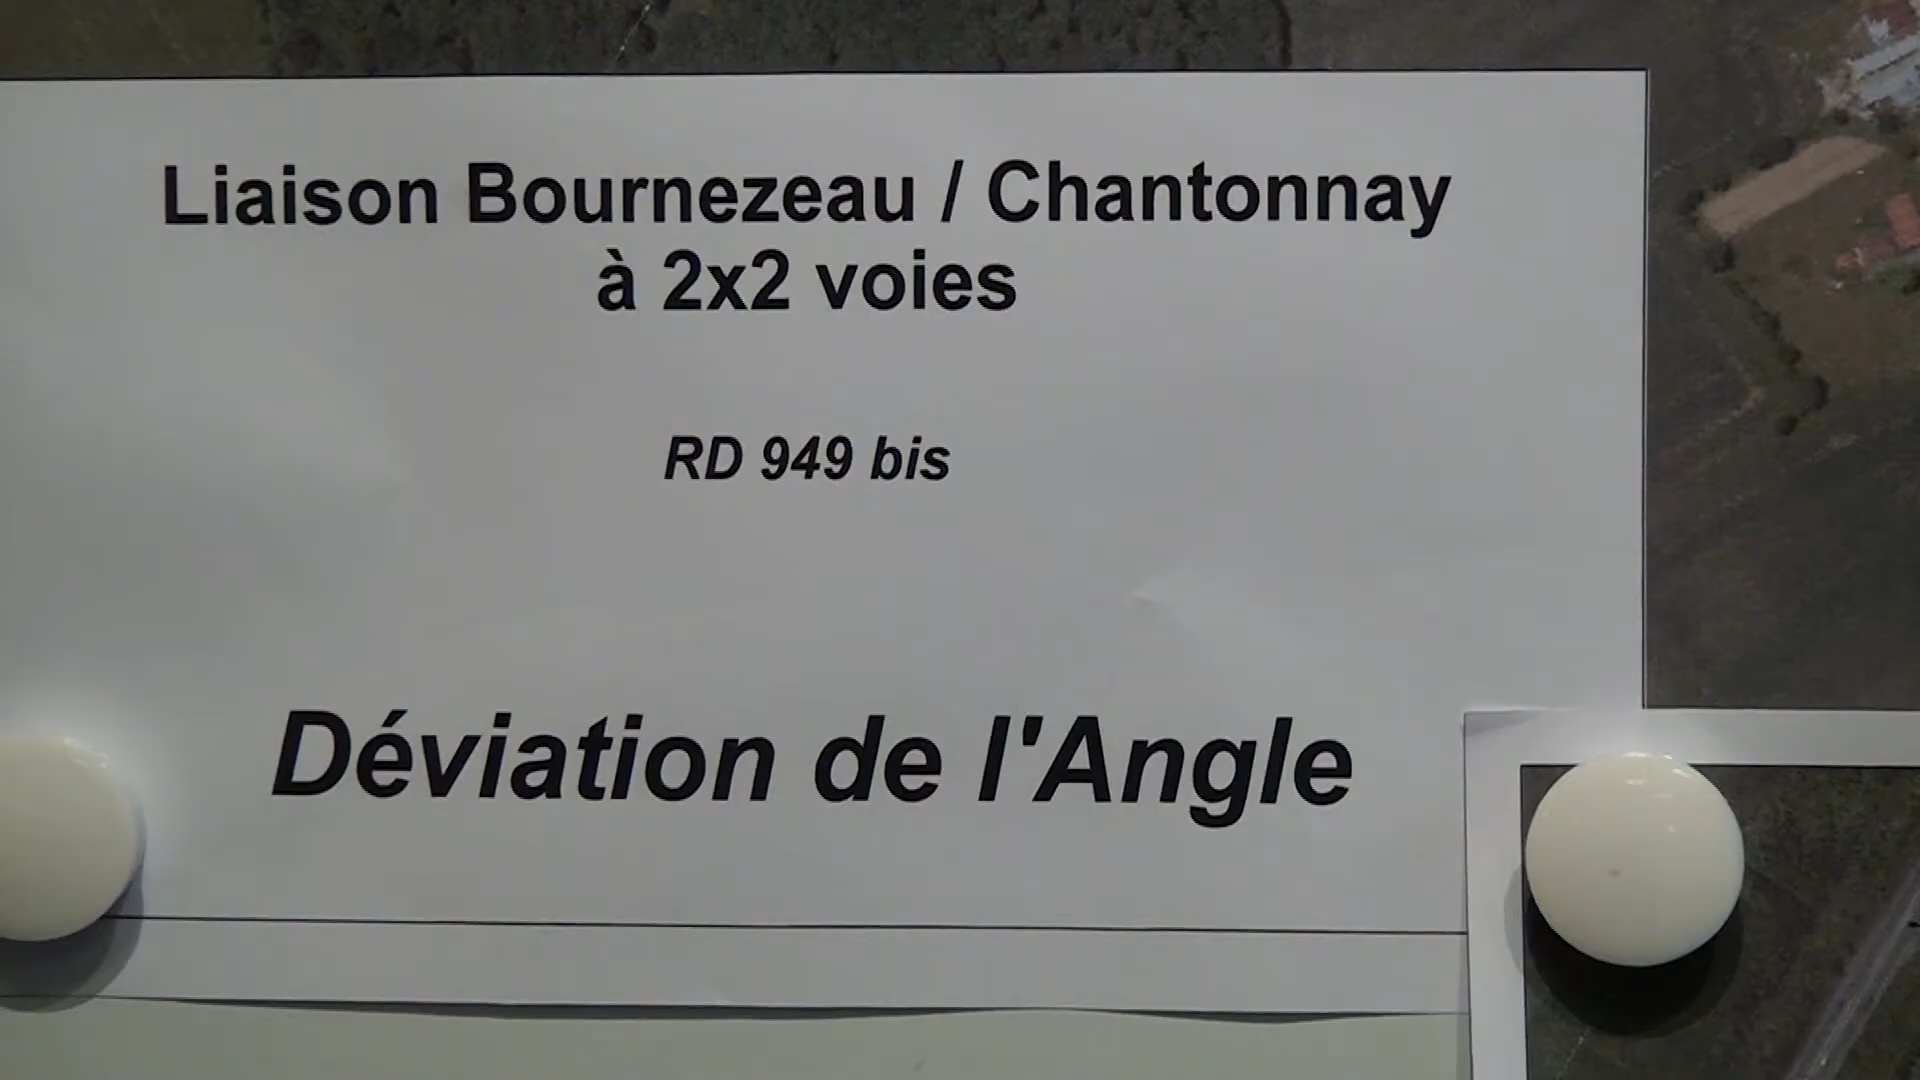 Liaison Bournezeau / Chantonnay
à 2x2 voies
RD 949 bis
Déviation de l'Angle